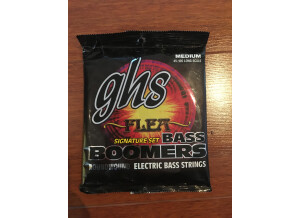 MEDIUM
ghs
FLEA
SIGNATURE SET BASS
BOOMERS
ELECTRIC BASS STRINGS